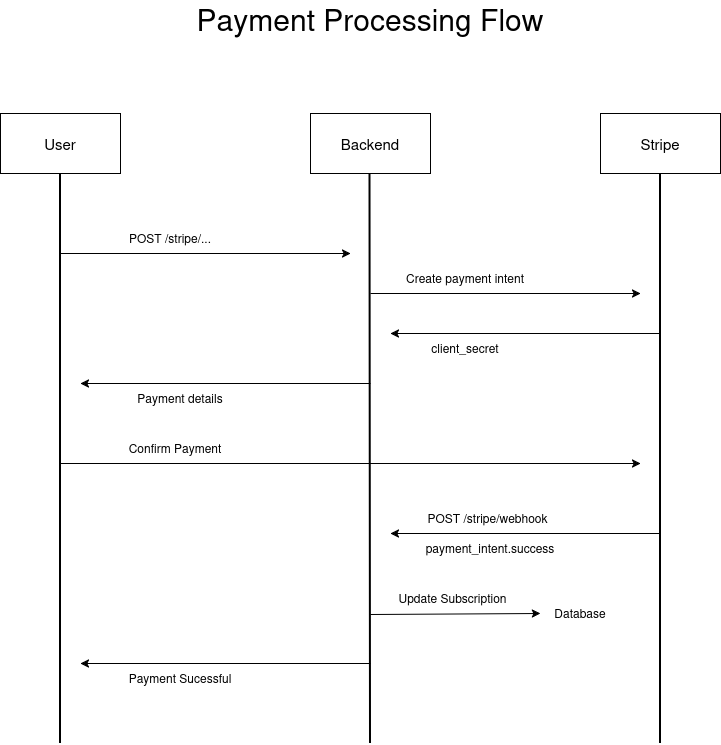 Payment Processing Flow
User
Backend
Stripe
POST /stripe/...
Create payment intent
client_secret
Payment details
Confirm Payment
POST /stripe/webhook
payment_intent.success
Update Subscription
Database
Payment Sucessful